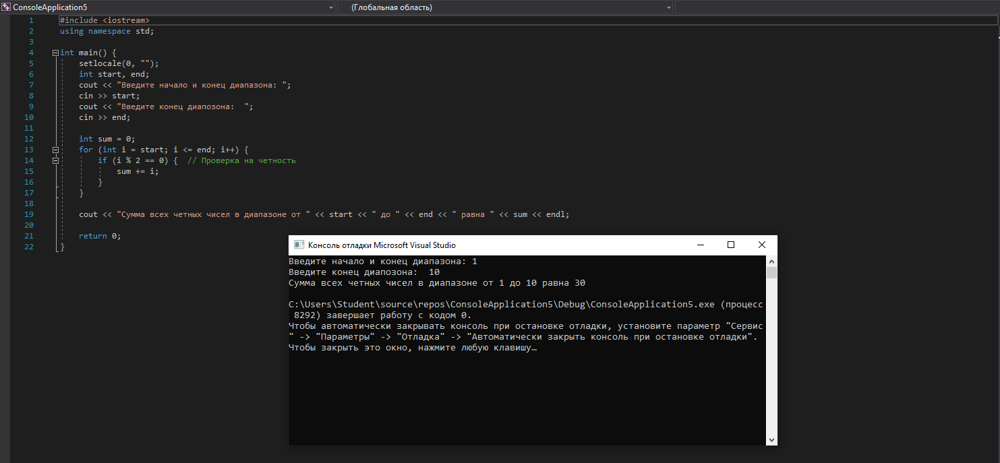 ConsoleApplication5 (Глобальная область)
1 #include <iostream>
2 using namespace std;
3
4 int main() {
5 setlocale(0, "");
6 int start, end;
7 cout << "Введите начало и конец диапазона: ";
8 cin >> start;
9 cout << "Введите конец диапозона:  ";
10 cin >> end;
11
12 int sum = 0;
13 for (int i = start; i <= end; i++) {
14 if (i % 2 == 0) {  // Проверка на четность
15 sum += i;
16 }
17 }
18
19 cout << "Сумма всех четных чисел в диапазоне от " << start << " до " << end << " равна " << sum << endl;
20
21 return 0;
22 }
Консоль отладки Microsoft Visual Studio
Введите начало и конец диапазона: 1
Введите конец диапозона:  10
Сумма всех четных чисел в диапазоне от 1 до 10 равна 30
C:\Users\Student\source\repos\ConsoleApplication5\Debug\ConsoleApplication5.exe (процесс
8292) завершает работу с кодом 0.
Чтобы автоматически закрывать консоль при остановке отладки, установите параметр "Сервис
" -> "Параметры" -> "Отладка" -> "Автоматически закрыть консоль при остановке отладки".
Чтобы закрыть это окно, нажмите любую клавишу…